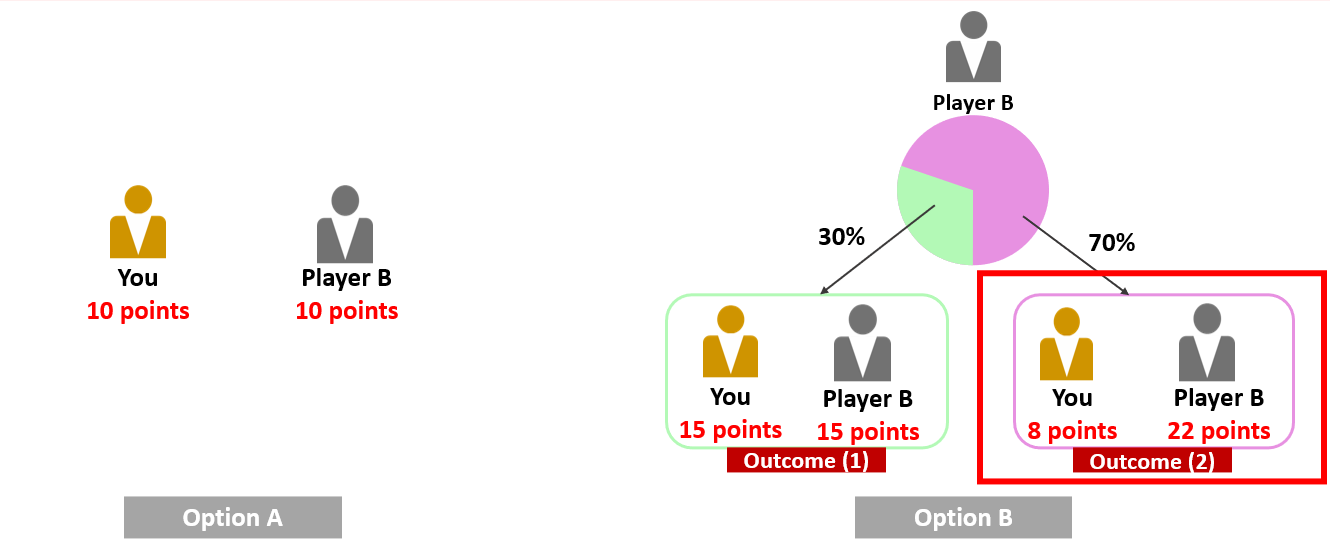 Player B
30%
70%
You
10 points
Player B
10 points
You
15 points
Player B
15 points
Outcome (1)
You
8 points
Player B
22 points
Outcome (2)
Option A
Option B